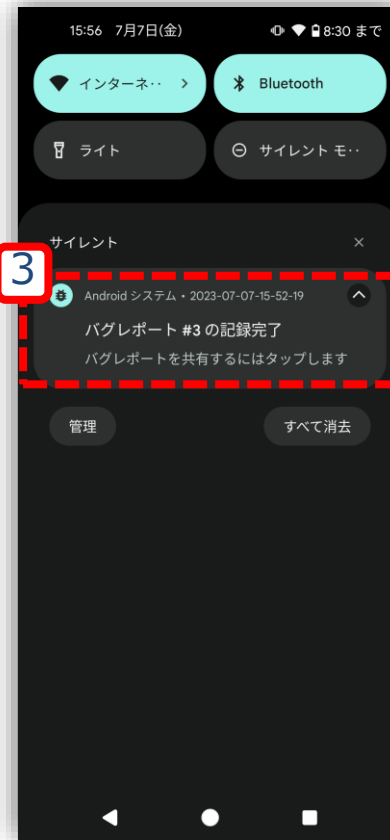 15:56 7月7日(金) 8:30 まで
インターネ‥ Bluetooth
ライト サイレント モ‥
サイレント
3
Android システム • 2023-07-07-15-52-19
バグレポート #3 の記録完了
バグレポートを共有するにはタップします
管理 すべて消去